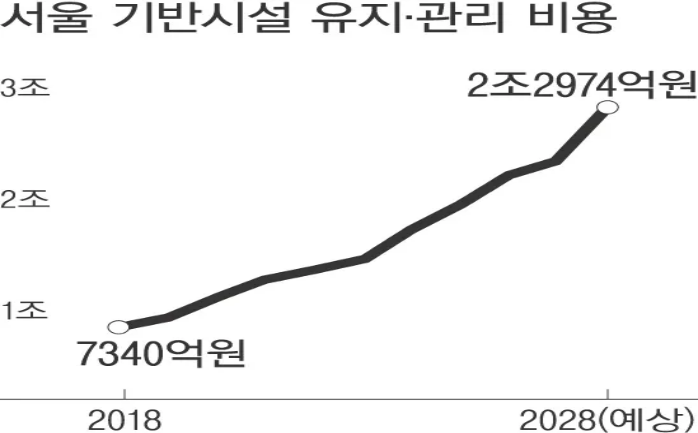 서울 기반시설 유지·관리 비용
3조
2조 2974억원
2조
1조
7340억원
2018
2028(예상)